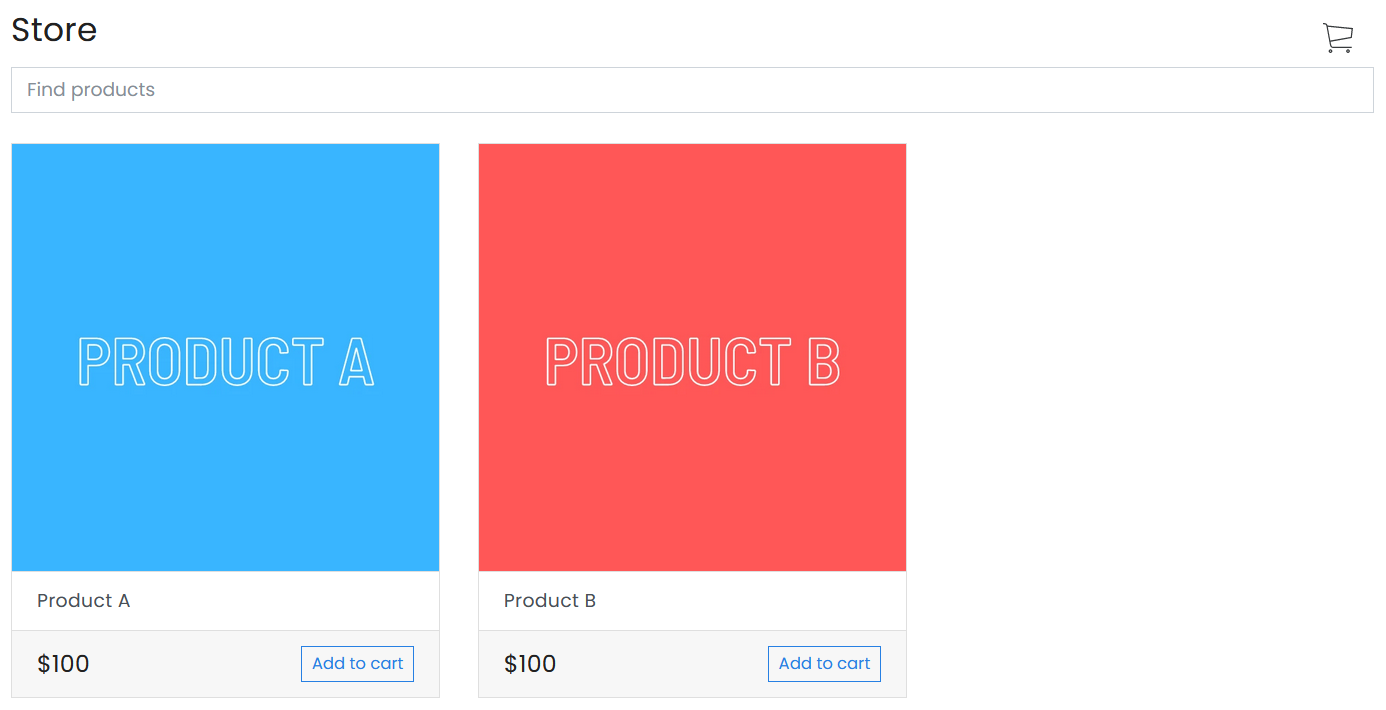 Store
Find products
PRODUCT A
PRODUCT B
Product A
Product B
$100
Add to cart
$100
Add to cart